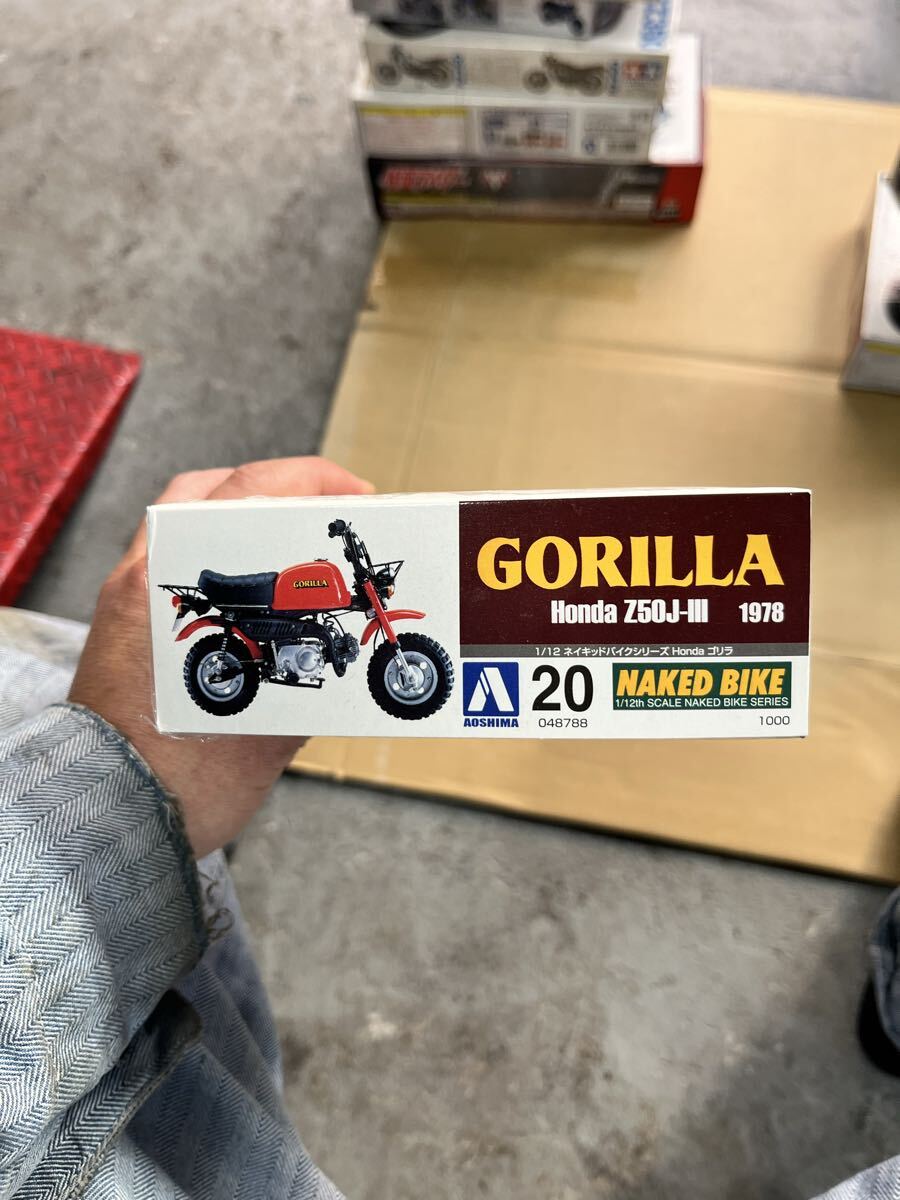 GORILLA
GORILLA
Honda Z50J-III 1978
1/12 ネイキッドバイクシリーズ Honda ゴリラ
AOSHIMA
20
048788
NAKED BIKE
1/12th SCALE NAKED BIKE SERIES
1000